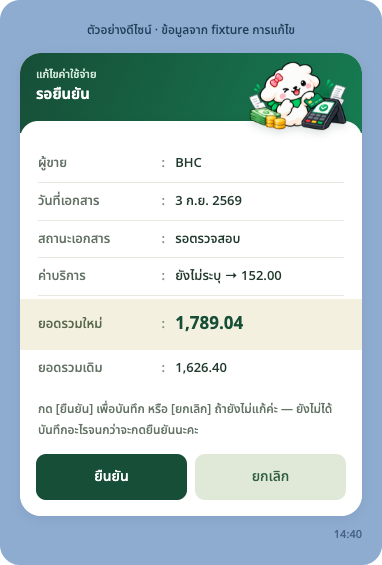 ตัวอย่างดีไซน์ · ข้อมูลจาก fixture การแก้ไข
แก้ไขค่าใช้จ่าย
รอยืนยัน
ผู้ขาย : BHC
วันที่เอกสาร : 3 ก.ย. 2569
สถานะเอกสาร : รอตรวจสอบ
ค่าบริการ : ยังไม่ระบุ → 152.00
ยอดรวมใหม่ : 1,789.04
ยอดรวมเดิม : 1,626.40
กด [ยืนยัน] เพื่อบันทึก หรือ [ยกเลิก] ถ้ายังไม่แก้ค่ะ — ยังไม่ได้
บันทึกอะไรจนกว่าจะกดยืนยันนะคะ
ยืนยัน ยกเลิก
14:40